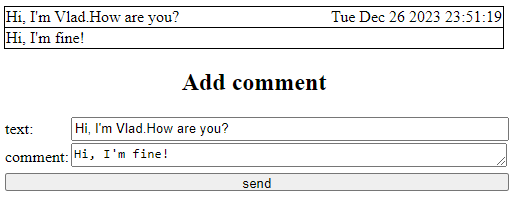 Hi, I'm Vlad.How are you? Tue Dec 26 2023 23:51:19
Hi, I'm fine!
Add comment
text: Hi, I'm Vlad.How are you?
comment: Hi, I'm fine!
send